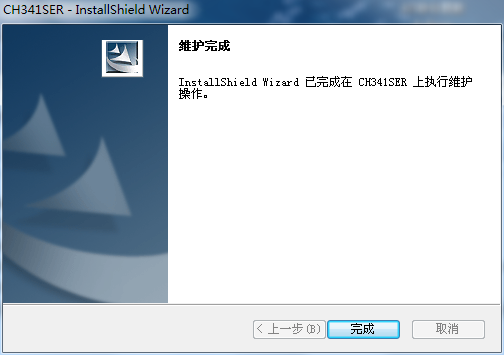 CH341SER - InstallShield Wizard
维护完成
InstallShield Wizard 已完成在 CH341SER 上执行维护
操作。
< 上一步(B)
完成
取消